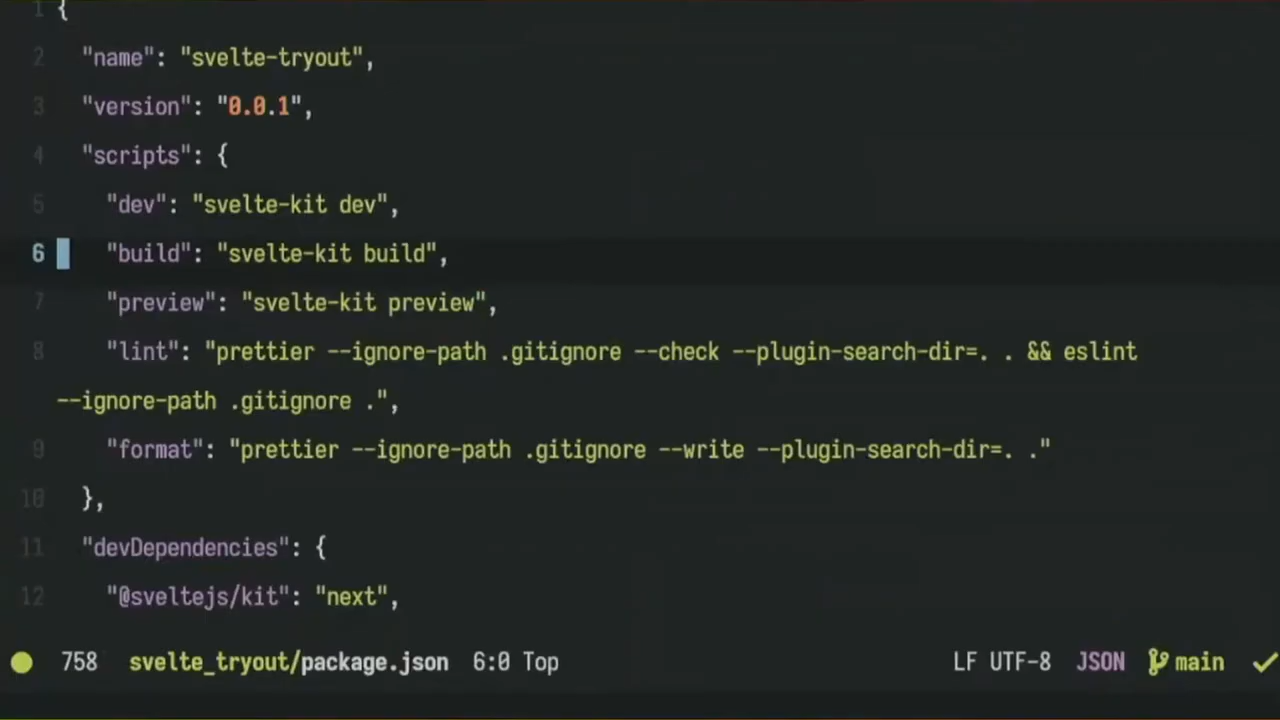 1 {
2 "name": "svelte-tryout",
3 "version": "0.0.1",
4 "scripts": {
5 "dev": "svelte-kit dev",
6 "build": "svelte-kit build",
7 "preview": "svelte-kit preview",
8 "lint": "prettier --ignore-path .gitignore --check --plugin-search-dir=. . && eslint
--ignore-path .gitignore .",
9 "format": "prettier --ignore-path .gitignore --write --plugin-search-dir=. ."
10 },
11 "devDependencies": {
12 "@sveltejs/kit": "next",
758 svelte_tryout/package.json 6:0 Top LF UTF-8 JSON main